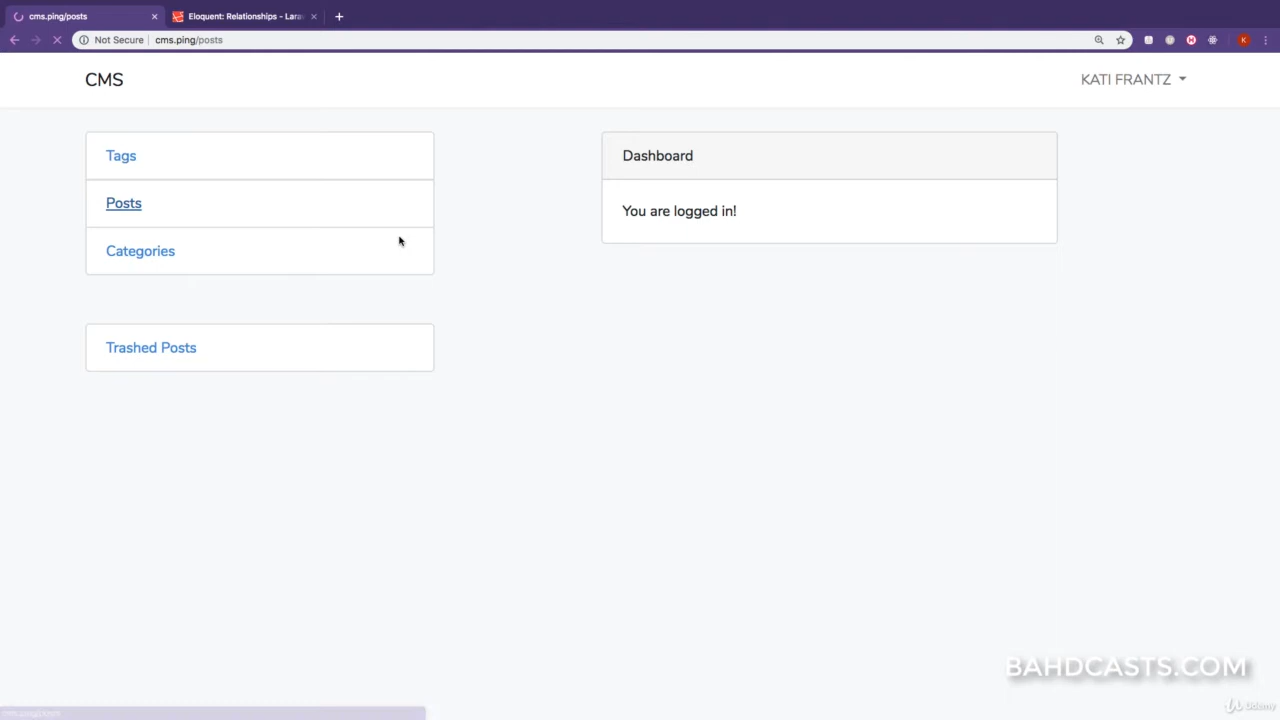 cms.ping/posts
Eloquent: Relationships - Lara
Not Secure
cms.ping/posts
K
CMS
KATI FRANTZ
Tags
Posts
Categories
Trashed Posts
Dashboard
You are logged in!
BAHDCASTS.COM
Udemy